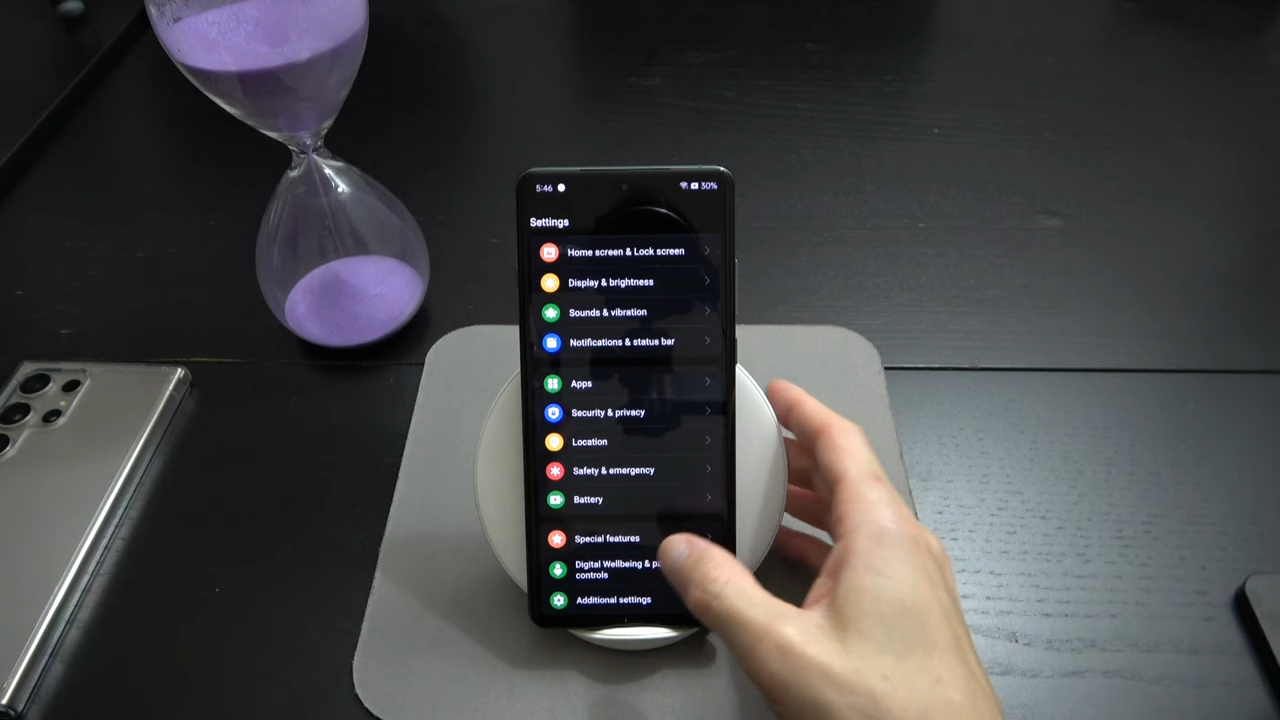 5:46
30%
Settings
Home screen & Lock screen
Display & brightness
Sounds & vibration
Notifications & status bar
Apps
Security & privacy
Location
Safety & emergency
Battery
Special features
Digital Wellbeing &
controls
Additional settings